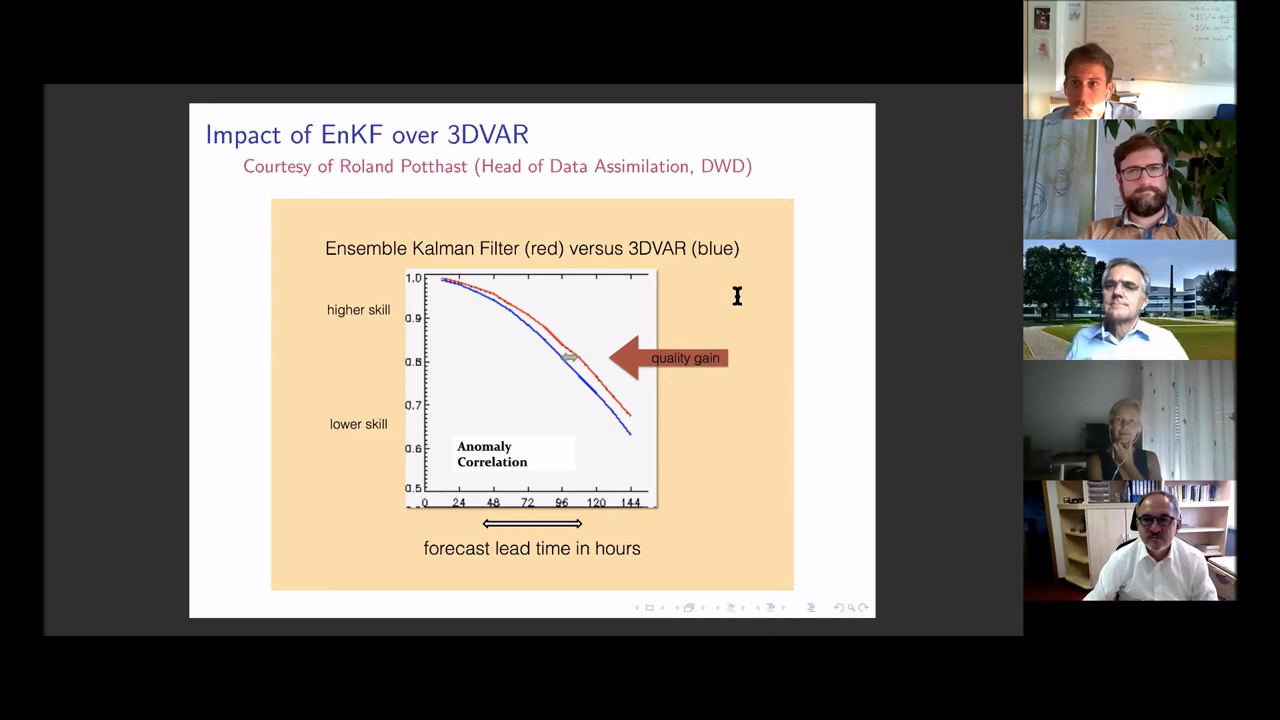 Impact of EnKF over 3DVAR
Courtesy of Roland Potthast (Head of Data Assimilation, DWD)
Ensemble Kalman Filter (red) versus 3DVAR (blue)
1.0
higher skill
0.9
quality gain
0.8
0.7
lower skill
Anomaly
Correlation
0.6
0.5
0 24 48 72 96 120 144
forecast lead time in hours